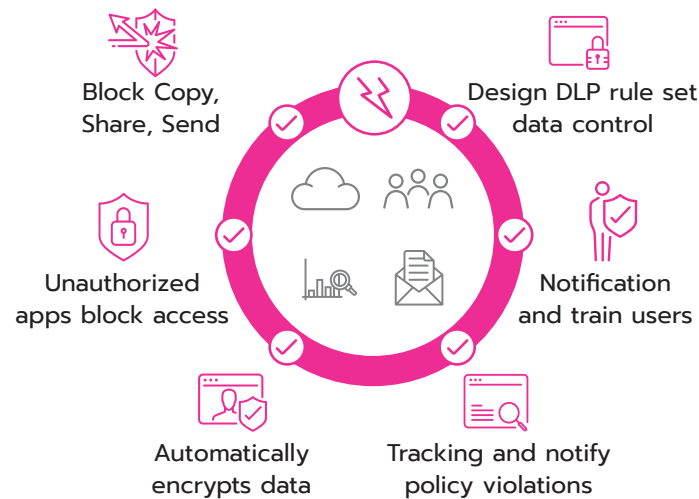 Block Copy,
Share, Send
Design DLP rule set
data control
Unauthorized
apps block access
Notification
and train users
Automatically
encrypts data
Tracking and notify
policy violations